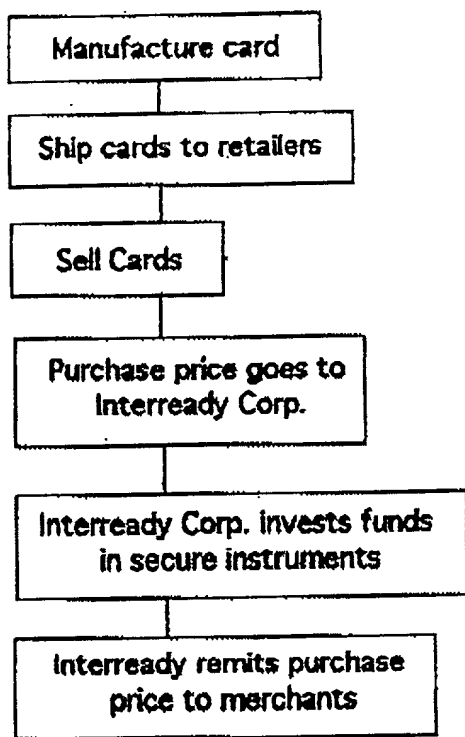 Manufacture card
Ship cards to retailers
Sell Cards
Purchase price goes to
Interready Corp.
Interready Corp. invests funds
in secure instruments
Interready remits purchase
price to merchants